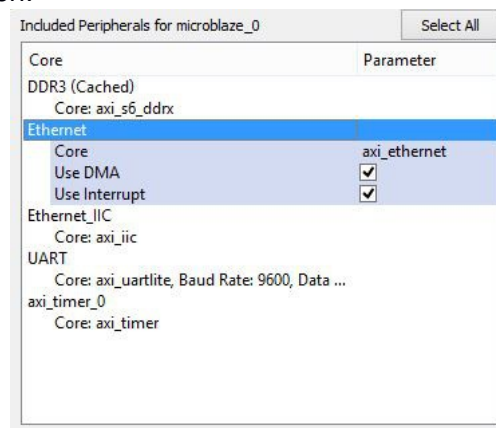 Included Peripherals for microblaze_0 Select All
Core Parameter
DDR3 (Cached)
Core: axi_s6_ddrx
Ethernet
Core axi_ethernet
Use DMA
Use Interrupt
Ethernet_IIC
Core: axi_iic
UART
Core: axi_uartlite, Baud Rate: 9600, Data ...
axi_timer_0
Core: axi_timer